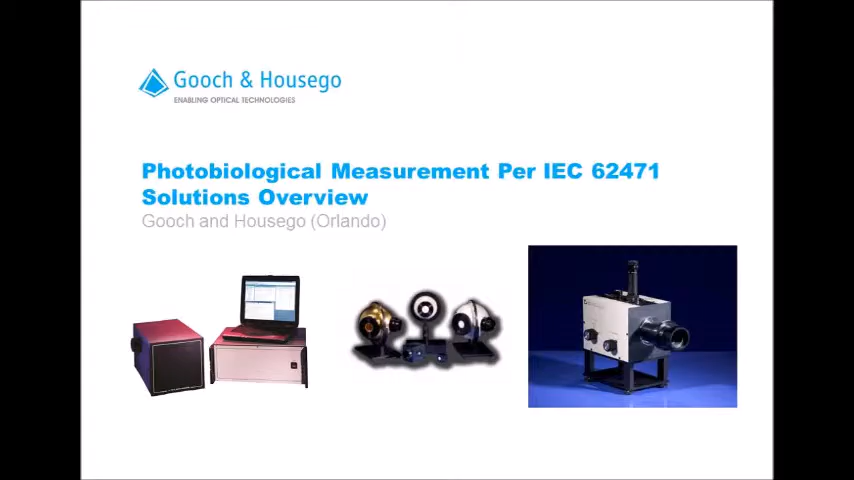 Gooch & Housego
ENABLING OPTICAL TECHNOLOGIES
Photobiological Measurement Per IEC 62471
Solutions Overview
Gooch and Housego (Orlando)